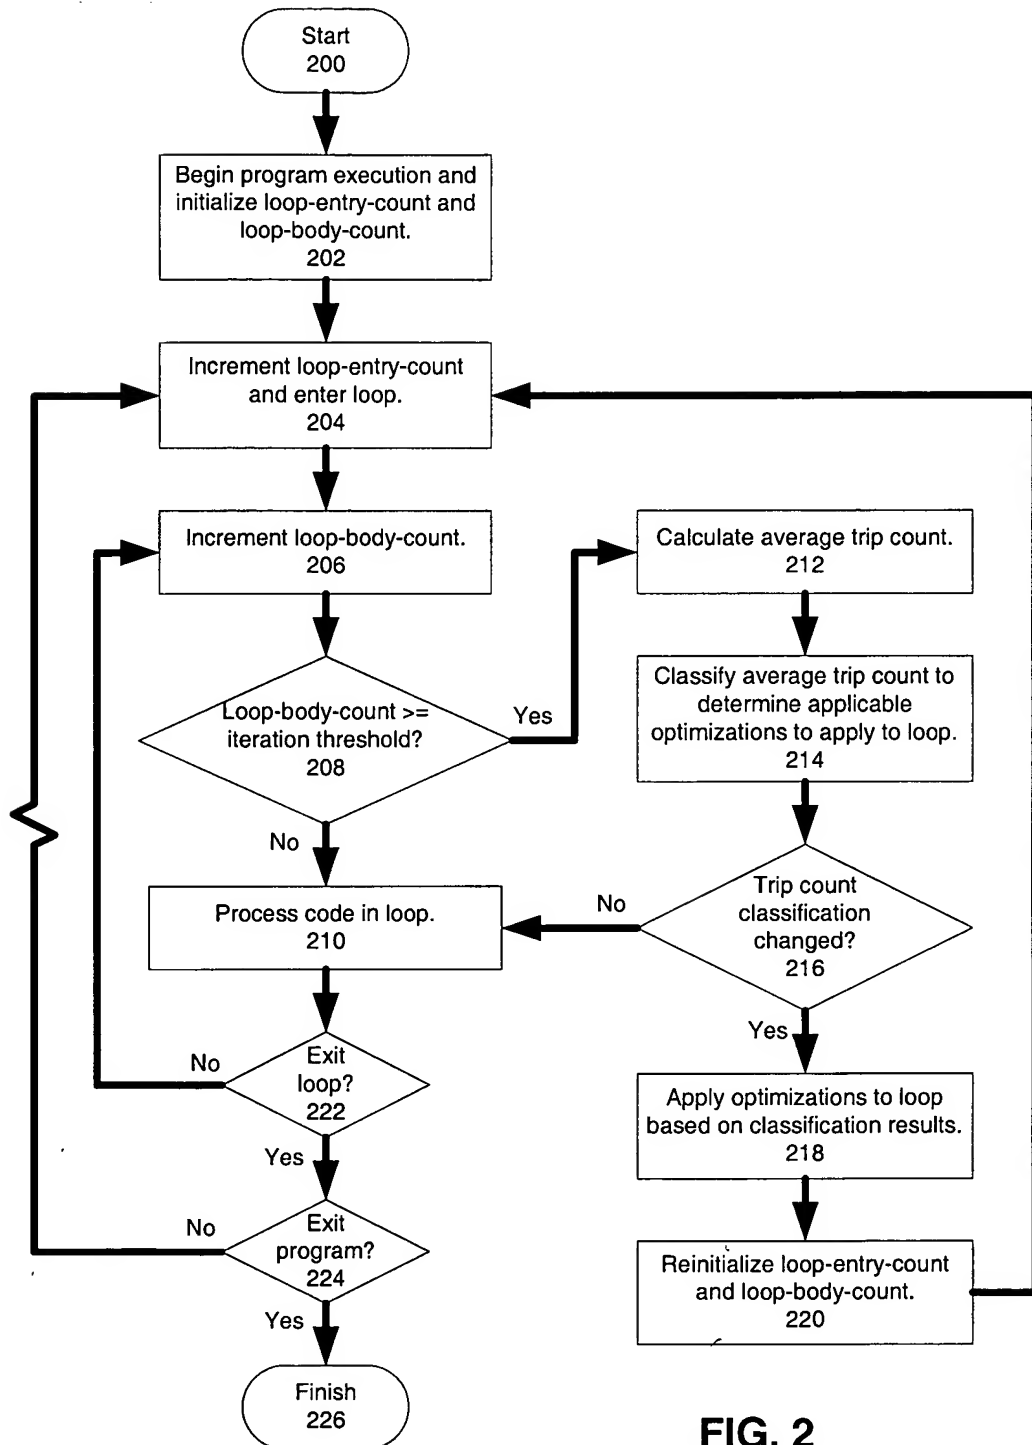 Start
200
Begin program execution and
initialize loop-entry-count and
loop-body-count.
202
Increment loop-entry-count
and enter loop.
204
Increment loop-body-count.
206
Loop-body-count >=
iteration threshold?
208
Yes
No
Process code in loop.
210
Exit
loop?
222
No
Yes
Exit
program?
224
No
Yes
Finish
226
Calculate average trip count.
212
Classify average trip count to
determine applicable
optimizations to apply to loop.
214
Trip count
classification
changed?
216
No
Yes
Apply optimizations to loop
based on classification results.
218
Reinitialize loop-entry-count
and loop-body-count.
220
FIG. 2